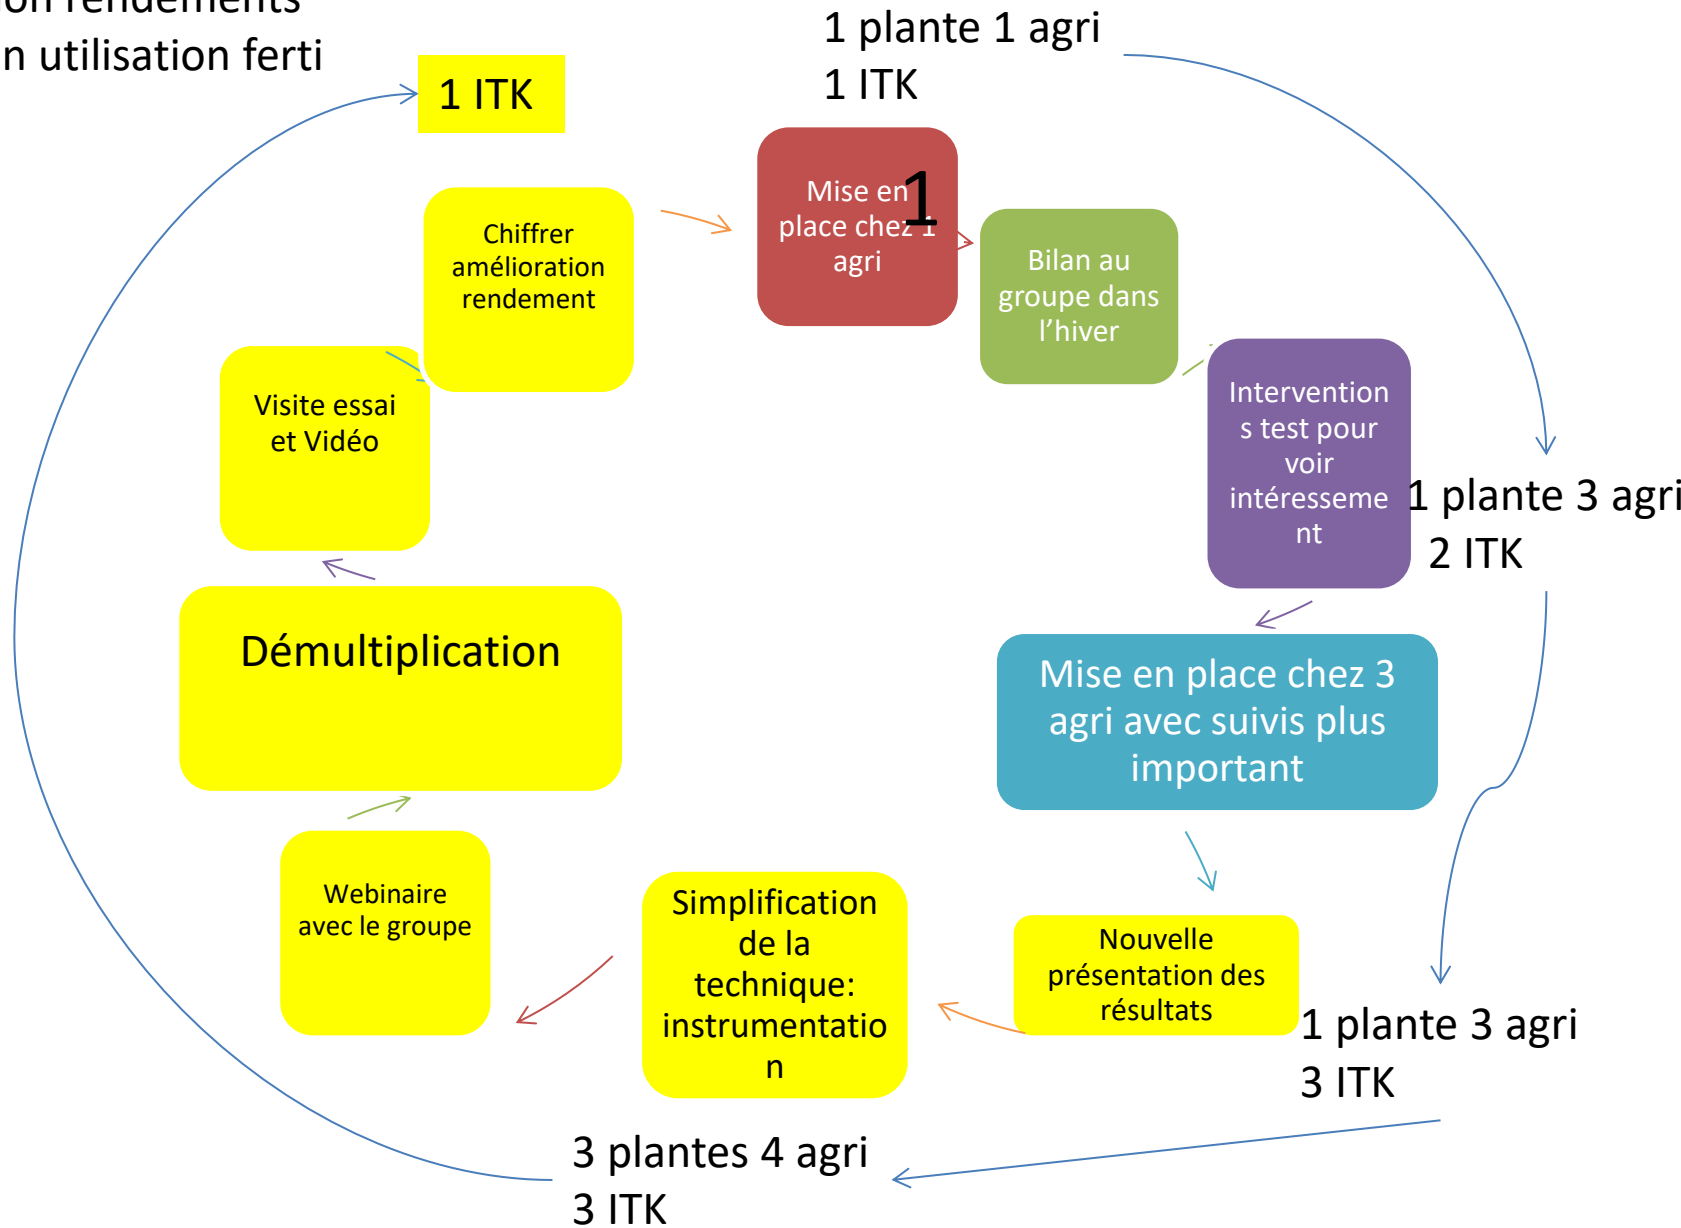 on rendements
n utilisation ferti
1 ITK
1 plante 1 agri
1 ITK
Mise en
place chez 1
agri
1
Bilan au
groupe dans
l’hiver
Intervention
s test pour
voir
intéresseme
nt
1 plante 3 agri
2 ITK
Mise en place chez 3
agri avec suivis plus
important
Nouvelle
présentation des
résultats
1 plante 3 agri
3 ITK
Simplification
de la
technique:
instrumentatio
n
3 plantes 4 agri
3 ITK
Webinaire
avec le groupe
Démultiplication
Visite essai
et Vidéo
Chiffrer
amélioration
rendement